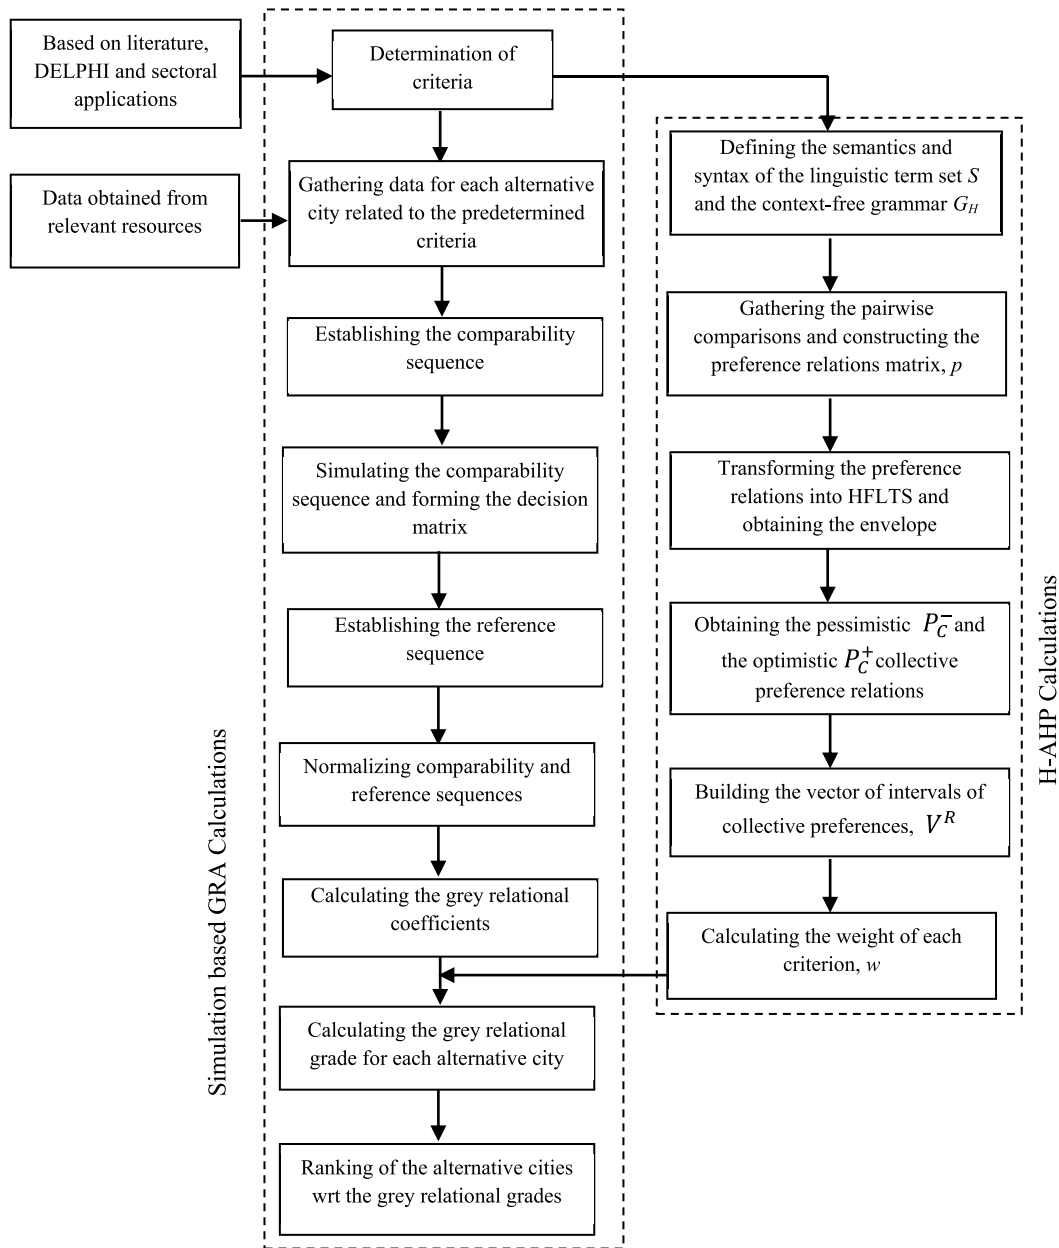 Based on literature,
DELPHI and sectoral
applications
Determination of
criteria
Data obtained from
relevant resources
Gathering data for each alternative
city related to the predetermined
criteria
Establishing the comparability
sequence
Simulating the comparability
sequence and forming the decision
matrix
Establishing the reference
sequence
Normalizing comparability and
reference sequences
Calculating the grey relational
coefficients
Calculating the grey relational
grade for each alternative city
Ranking of the alternative cities
wrt the grey relational grades
Simulation based GRA Calculations
Defining the semantics and
syntax of the linguistic term set S
and the context-free grammar G_H
Gathering the pairwise
comparisons and constructing the
preference relations matrix, p
Transforming the preference
relations into HFLTS and
obtaining the envelope
Obtaining the pessimistic P_C^- and
the optimistic P_C^+ collective
preference relations
Building the vector of intervals of
collective preferences, V^R
Calculating the weight of each
criterion, w
H-AHP Calculations